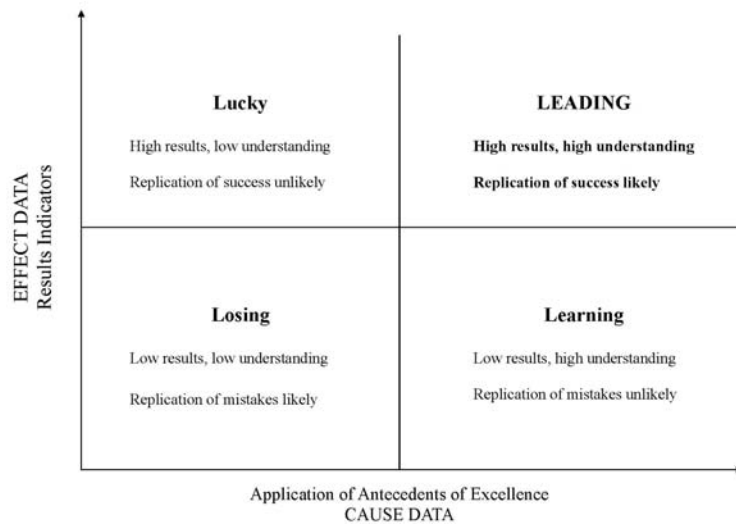 Lucky
High results, low understanding
Replication of success unlikely
LEADING
High results, high understanding
Replication of success likely
EFFECT DATA
Results Indicators
Losing
Low results, low understanding
Replication of mistakes likely
Learning
Low results, high understanding
Replication of mistakes unlikely
Application of Antecedents of Excellence
CAUSE DATA